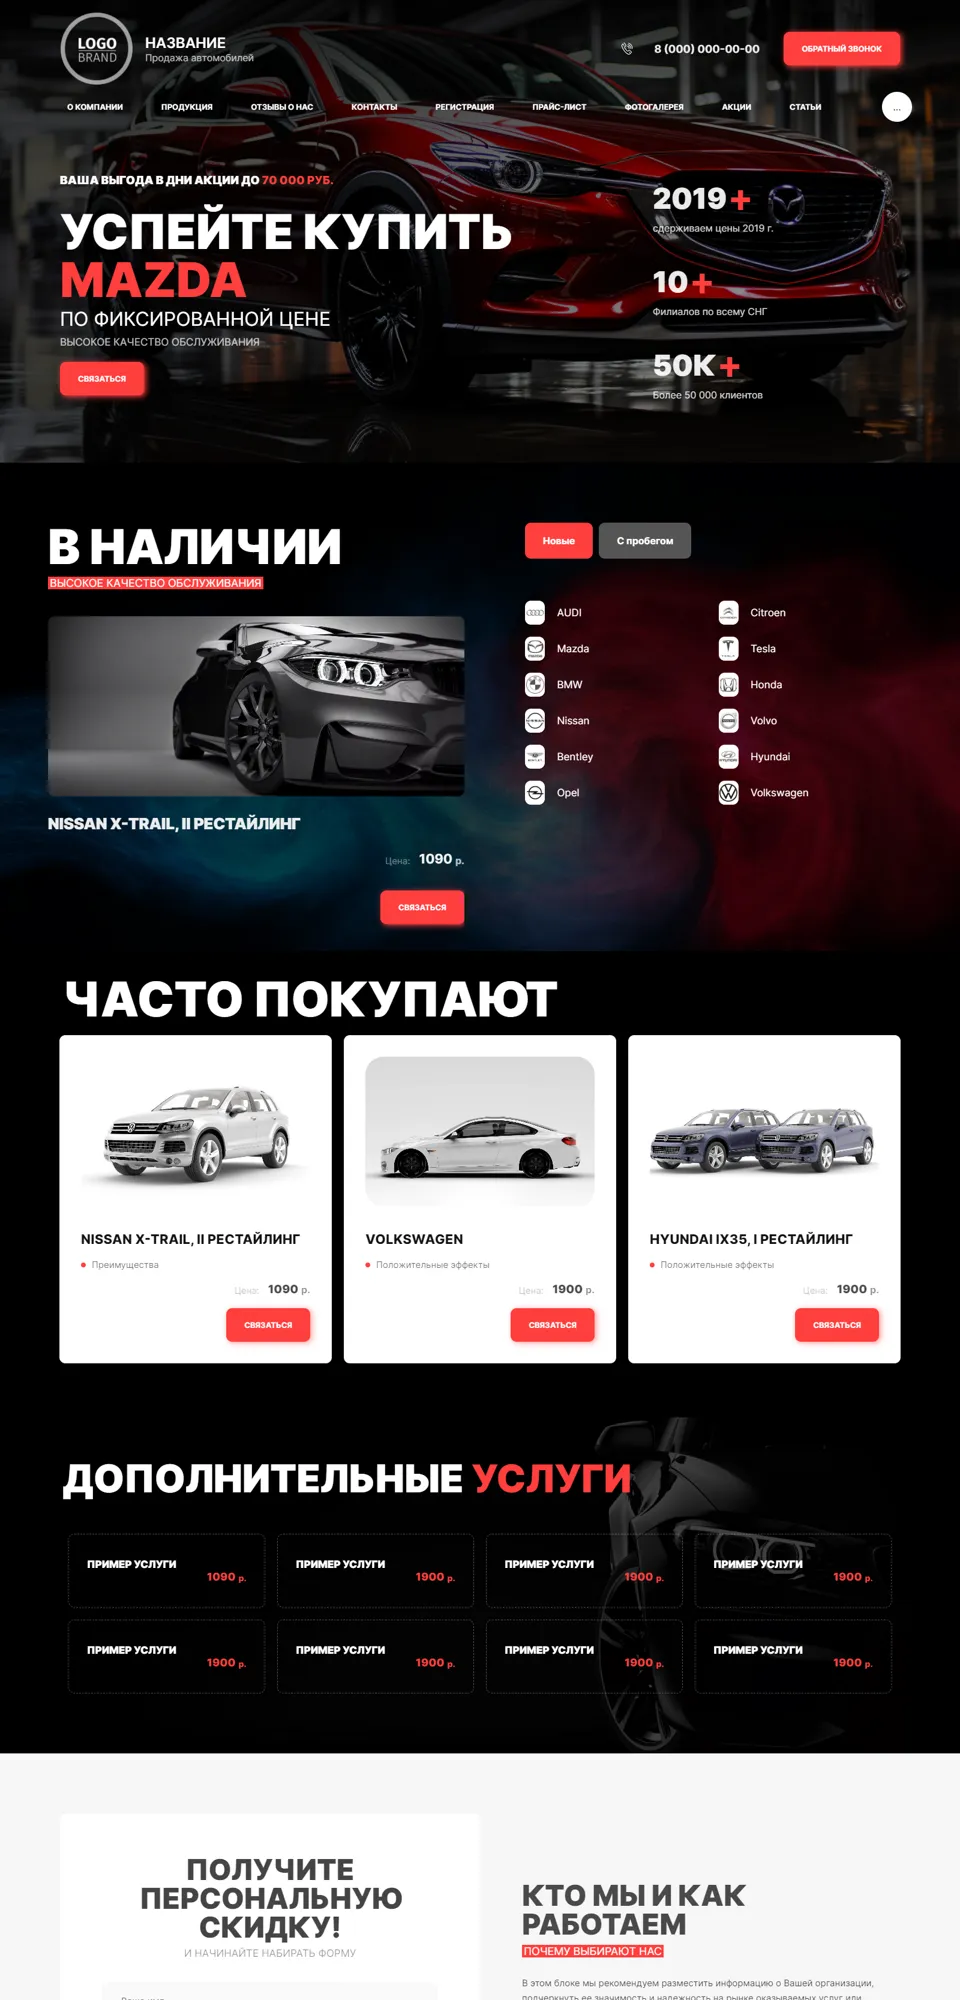 LOGO
BRAND
НАЗВАНИЕ
Продажа автомобилей
8 (000) 000-00-00
ОБРАТНЫЙ ЗВОНОК
О КОМПАНИИ
ПРОДУКЦИЯ
ОТЗЫВЫ О НАС
КОНТАКТЫ
РЕГИСТРАЦИЯ
ПРАЙС-ЛИСТ
ФОТОГАЛЕРЕЯ
АКЦИИ
СТАТЬИ
...
ВАША ВЫГОДА В ДНИ АКЦИИ ДО 70 000 РУБ.
УСПЕЙТЕ КУПИТЬ
MAZDA
ПО ФИКСИРОВАННОЙ ЦЕНЕ
ВЫСОКОЕ КАЧЕСТВО ОБСЛУЖИВАНИЯ
СВЯЗАТЬСЯ
2019+
сдерживаем цены 2019 г.
10+
Филиалов по всему СНГ
50K+
Более 50 000 клиентов
В НАЛИЧИИ
ВЫСОКОЕ КАЧЕСТВО ОБСЛУЖИВАНИЯ
NISSAN X-TRAIL, II РЕСТАЙЛИНГ
Цена: 1090 р.
СВЯЗАТЬСЯ
Новые
С пробегом
AUDI
Citroen
Mazda
Tesla
BMW
Honda
Nissan
Volvo
Bentley
Hyundai
Opel
Volkswagen
ЧАСТО ПОКУПАЮТ
NISSAN X-TRAIL, II РЕСТАЙЛИНГ
Преимущества
Цена: 1090 р.
СВЯЗАТЬСЯ
VOLKSWAGEN
Положительные эффекты
Цена: 1900 р.
СВЯЗАТЬСЯ
HYUNDAI IX35, I РЕСТАЙЛИНГ
Положительные эффекты
Цена: 1900 р.
СВЯЗАТЬСЯ
ДОПОЛНИТЕЛЬНЫЕ УСЛУГИ
ПРИМЕР УСЛУГИ
1090 р.
ПРИМЕР УСЛУГИ
1900 р.
ПРИМЕР УСЛУГИ
1900 р.
ПРИМЕР УСЛУГИ
1900 р.
ПРИМЕР УСЛУГИ
1900 р.
ПРИМЕР УСЛУГИ
1900 р.
ПРИМЕР УСЛУГИ
1900 р.
ПРИМЕР УСЛУГИ
1900 р.
ПОЛУЧИТЕ
ПЕРСОНАЛЬНУЮ
СКИДКУ!
И НАЧИНАЙТЕ НАБИРАТЬ ФОРМУ
КТО МЫ И КАК
РАБОТАЕМ
ПОЧЕМУ ВЫБИРАЮТ НАС
В этом блоке мы рекомендуем разместить информацию о Вашей организации,
подчеркнуть ее значимость и надежность на рынке оказываемых услуг или